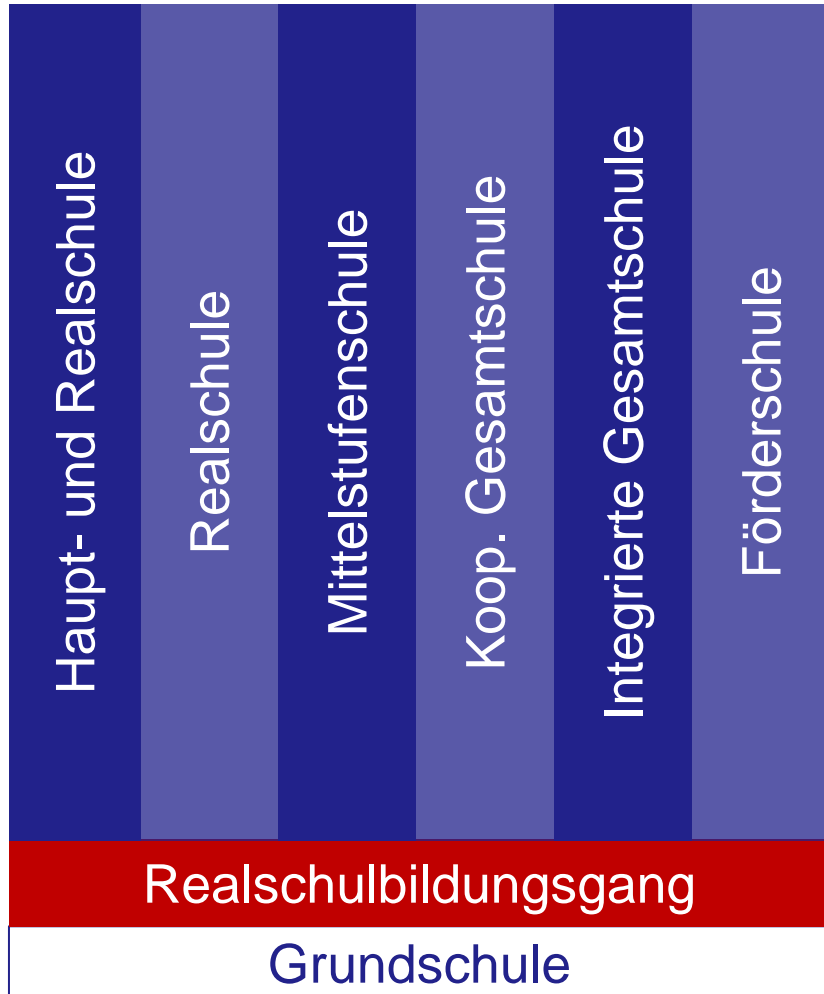 Haupt- und Realschule
Realschule
Mittelstufenschule
Koop. Gesamtschule
Integrierte Gesamtschule
Förderschule
Realschulbildungsgang
Grundschule